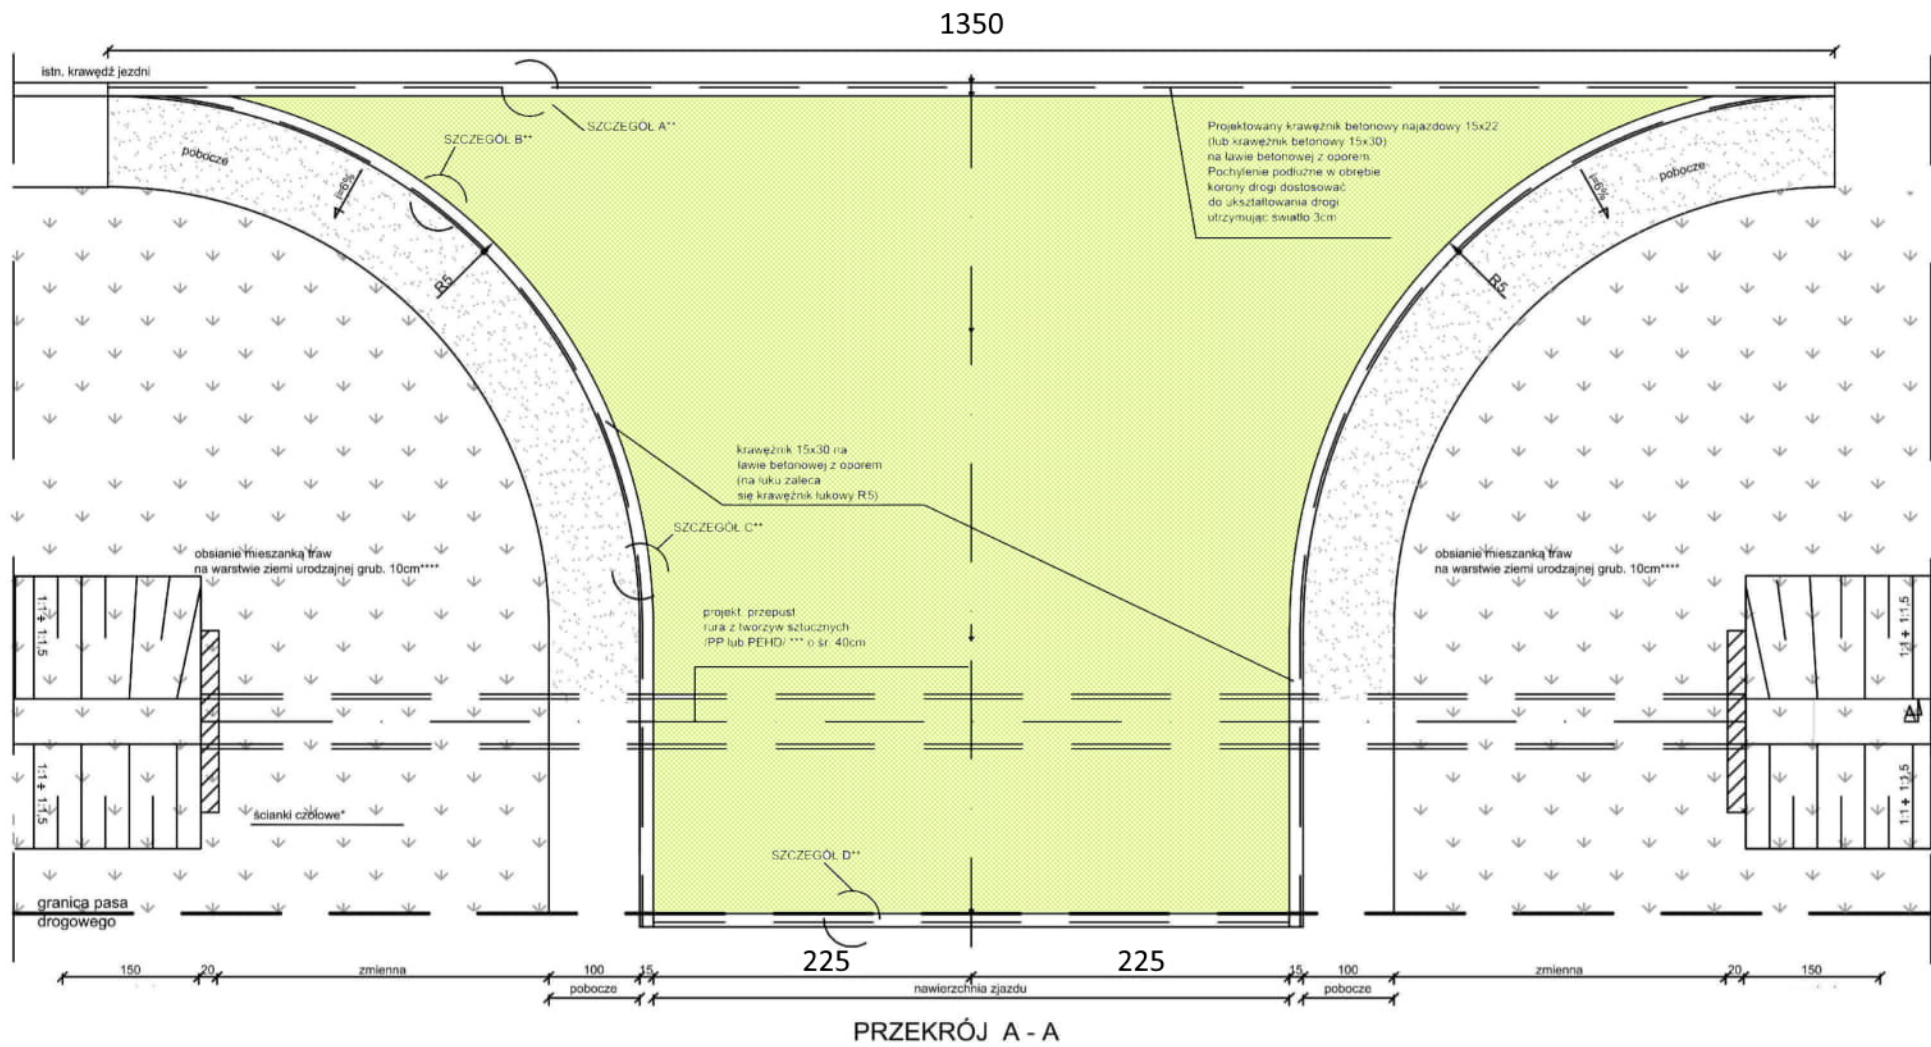 1350
istn. krawędź jezdni
SZCZEGÓŁ A**
SZCZEGÓŁ B**
pobocze
i=6%
R5
Projektowany krawężnik betonowy najazdowy 15x22
(lub krawężnik betonowy 15x30)
na ławie betonowej z oporem.
Pochylenie podłużne w obrębie
korony drogi dostosować
do ukształtowania drogi
utrzymując światło 3cm
pobocze
i=6%
R5
krawężnik 15x30 na
ławie betonowej z oporem
(na łuku zaleca
się krawężnik łukowy R5)
SZCZEGÓŁ C**
obsianie mieszanką traw
na warstwie ziemi urodzajnej grub. 10cm****
obsianie mieszanką traw
na warstwie ziemi urodzajnej grub. 10cm****
1:1 ÷ 1:1,5
projekt. przepust
rura z tworzyw sztucznych
/PP lub PEHD/ *** o śr. 40cm
1:1 ÷ 1:1,5
A
1:1 ÷ 1:1,5
ścianki czołowe*
1:1 ÷ 1:1,5
SZCZEGÓŁ D**
granica pasa
drogowego
150 20 zmienna 100 15 225 225 15 100 zmienna 20 150
pobocze nawierzchnia zjazdu pobocze
PRZEKRÓJ A - A